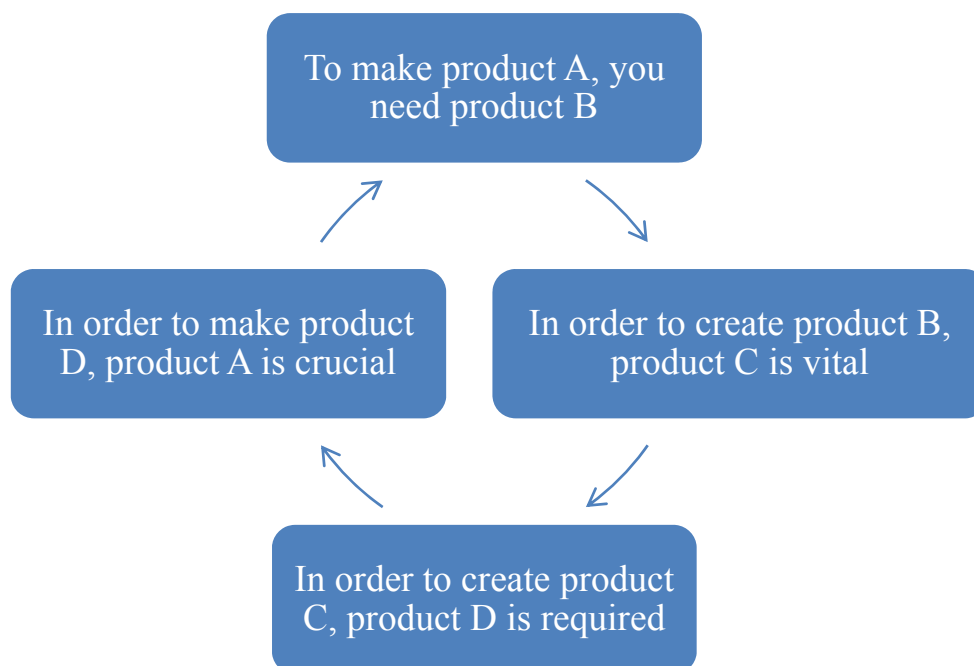 To make product A, you
need product B
In order to create product B,
product C is vital
In order to create product
C, product D is required
In order to make product
D, product A is crucial